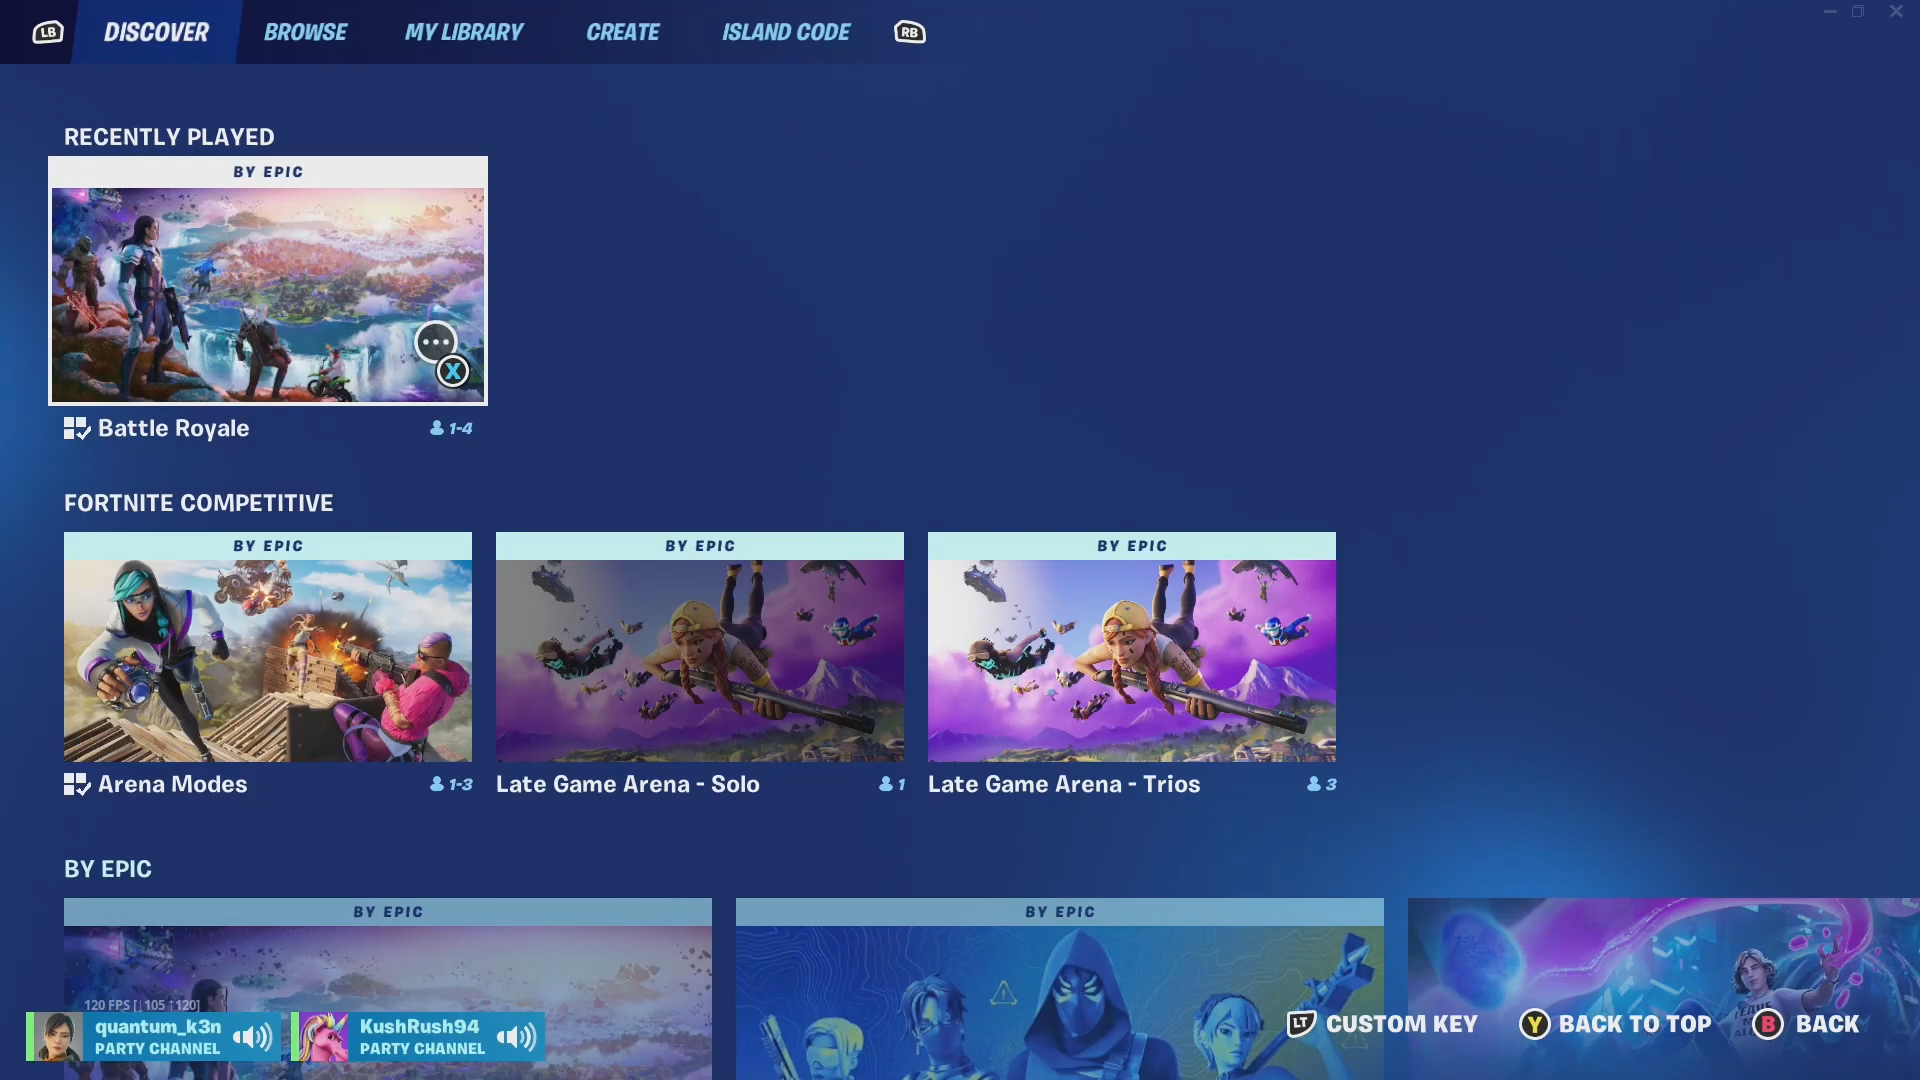 LB DISCOVER BROWSE MY LIBRARY CREATE ISLAND CODE RB
RECENTLY PLAYED
BY EPIC
X
Battle Royale 1-4
FORTNITE COMPETITIVE
BY EPIC BY EPIC BY EPIC
Arena Modes 1-3 Late Game Arena - Solo 1 Late Game Arena - Trios 3
BY EPIC
BY EPIC BY EPIC
120 FPS [↓105 ↑120]
quantum_k3n
PARTY CHANNEL
KushRush94
PARTY CHANNEL
LT CUSTOM KEY Y BACK TO TOP B BACK